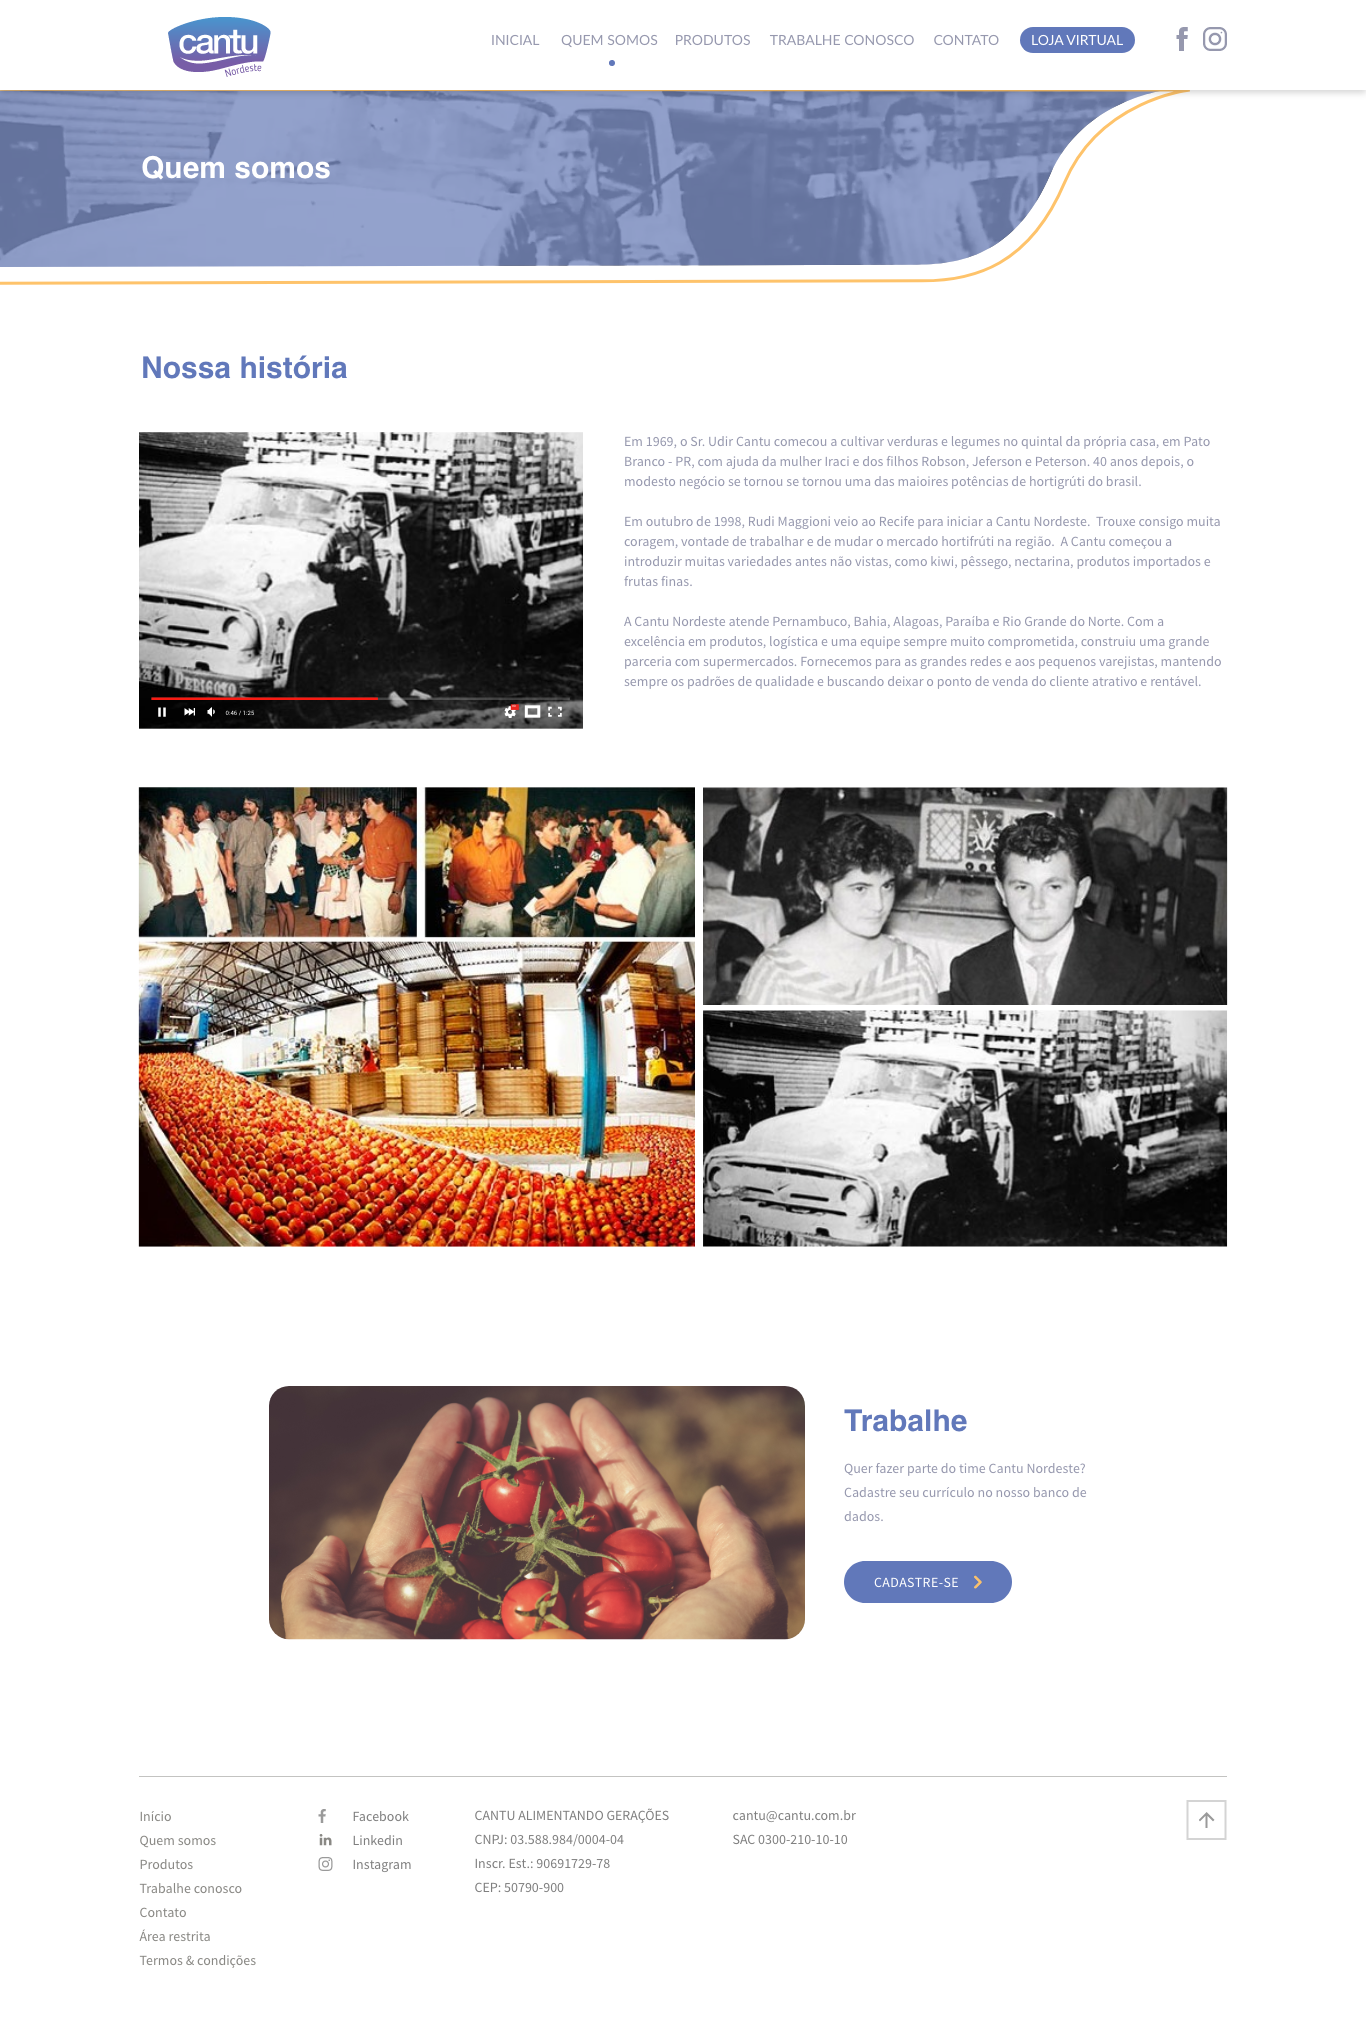 cantu
Nordeste
INICIAL QUEM SOMOS PRODUTOS TRABALHE CONOSCO CONTATO LOJA VIRTUAL
Quem somos
Nossa história
Em 1969, o Sr. Udir Cantu comecou a cultivar verduras e legumes no quintal da própria casa, em Pato
Branco - PR, com ajuda da mulher Iraci e dos filhos Robson, Jeferson e Peterson. 40 anos depois, o
modesto negócio se tornou se tornou uma das maioires potências de hortigrúti do brasil.
Em outubro de 1998, Rudi Maggioni veio ao Recife para iniciar a Cantu Nordeste. Trouxe consigo muita
coragem, vontade de trabalhar e de mudar o mercado hortifrúti na região. A Cantu começou a
introduzir muitas variedades antes não vistas, como kiwi, pêssego, nectarina, produtos importados e
frutas finas.
A Cantu Nordeste atende Pernambuco, Bahia, Alagoas, Paraíba e Rio Grande do Norte. Com a
excelência em produtos, logística e uma equipe sempre muito comprometida, construiu uma grande
parceria com supermercados. Fornecemos para as grandes redes e aos pequenos varejistas, mantendo
sempre os padrões de qualidade e buscando deixar o ponto de venda do cliente atrativo e rentável.
PERIGOSO
0:46 / 1:25
Trabalhe
Quer fazer parte do time Cantu Nordeste?
Cadastre seu currículo no nosso banco de
dados.
CADASTRE-SE
Início
Quem somos
Produtos
Trabalhe conosco
Contato
Área restrita
Termos & condições
Facebook
Linkedin
Instagram
CANTU ALIMENTANDO GERAÇÕES
CNPJ: 03.588.984/0004-04
Inscr. Est.: 90691729-78
CEP: 50790-900
cantu@cantu.com.br
SAC 0300-210-10-10